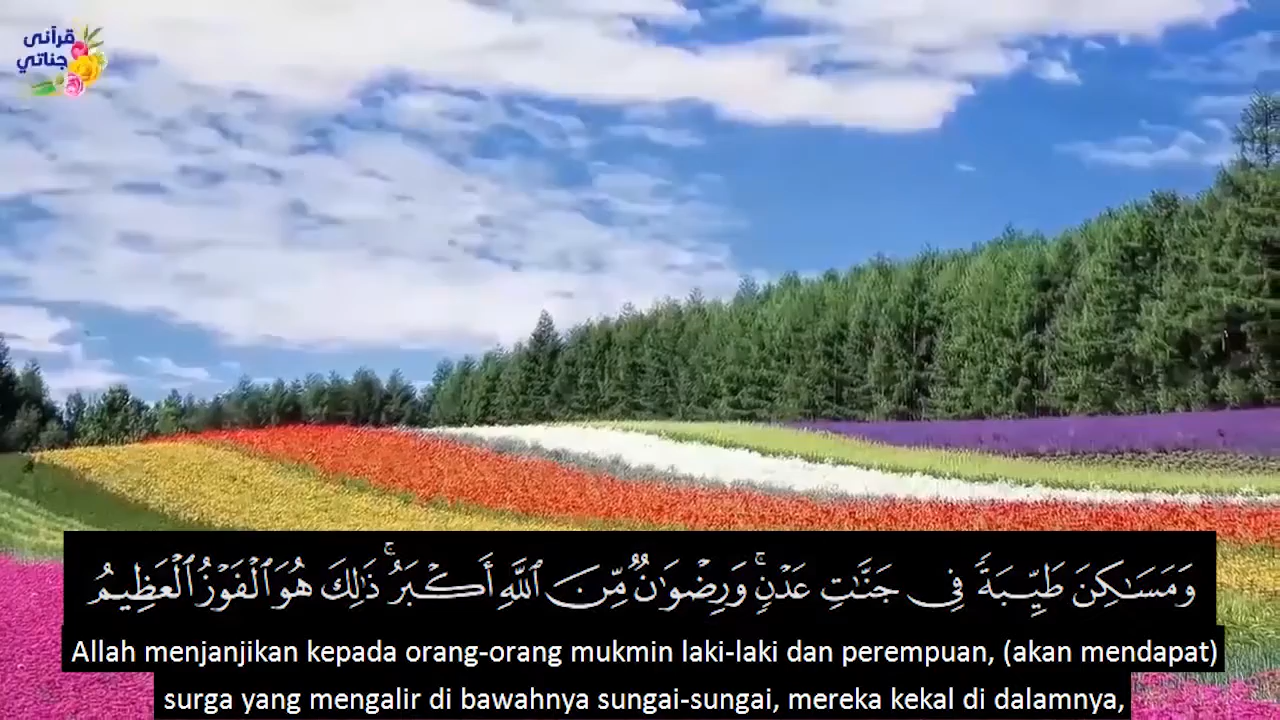 قرآنى
جناتي
وَمَسَٰكِنَ طَيِّبَةً فِى جَنَّٰتِ عَدْنٍۚ وَرِضْوَٰنٌ مِّنَ ٱللَّهِ أَكْبَرُۚ ذَٰلِكَ هُوَ ٱلْفَوْزُ ٱلْعَظِيمُ
Allah menjanjikan kepada orang-orang mukmin laki-laki dan perempuan, (akan mendapat)
surga yang mengalir di bawahnya sungai-sungai, mereka kekal di dalamnya,